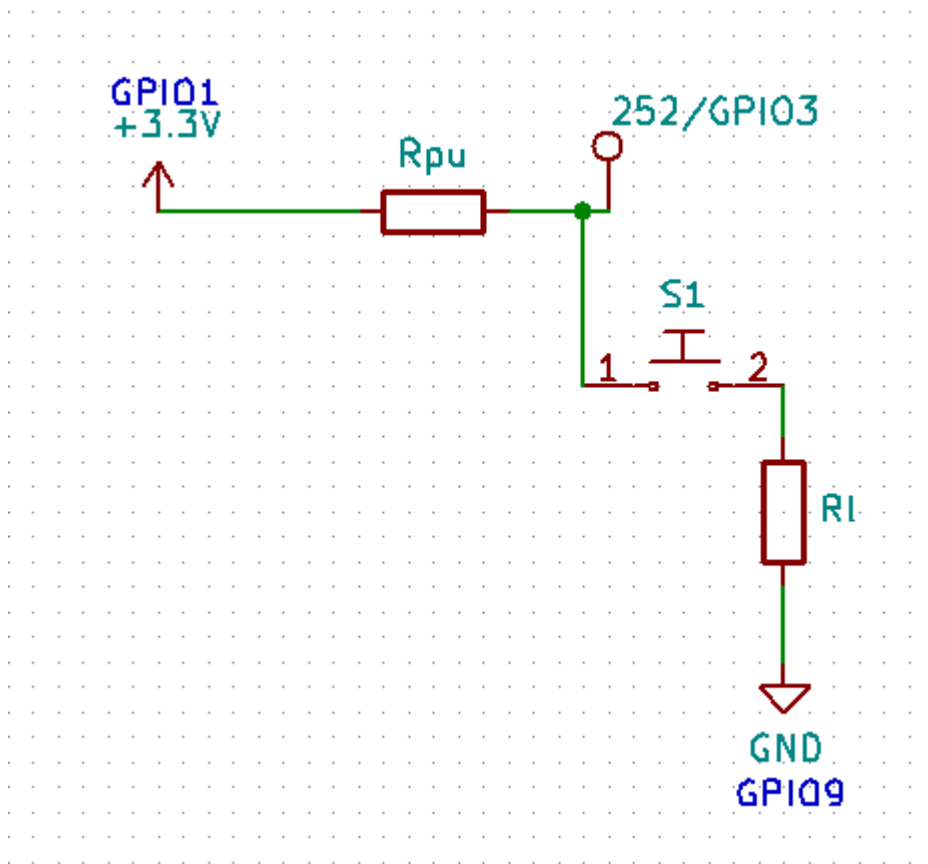 GPIO1
+3.3V
252/GPIO3
Rpu
S1
1
2
Rl
GND
GPIO9